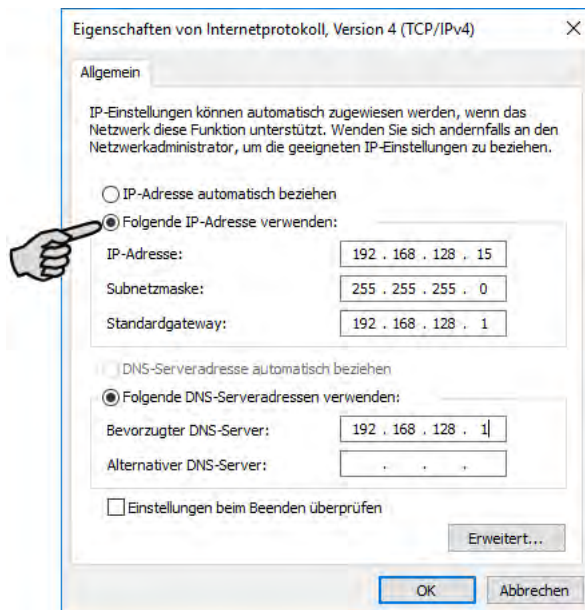 Eigenschaften von Internetprotokoll, Version 4 (TCP/IPv4)
Allgemein
IP-Einstellungen können automatisch zugewiesen werden, wenn das
Netzwerk diese Funktion unterstützt. Wenden Sie sich andernfalls an den
Netzwerkadministrator, um die geeigneten IP-Einstellungen zu beziehen.
IP-Adresse automatisch beziehen
Folgende IP-Adresse verwenden:
IP-Adresse: 192 . 168 . 128 . 15
Subnetzmaske: 255 . 255 . 255 . 0
Standardgateway: 192 . 168 . 128 . 1
DNS-Serveradresse automatisch beziehen
Folgende DNS-Serveradressen verwenden:
Bevorzugter DNS-Server: 192 . 168 . 128 . 1
Alternativer DNS-Server: . . .
Einstellungen beim Beenden überprüfen
Erweitert...
OK Abbrechen